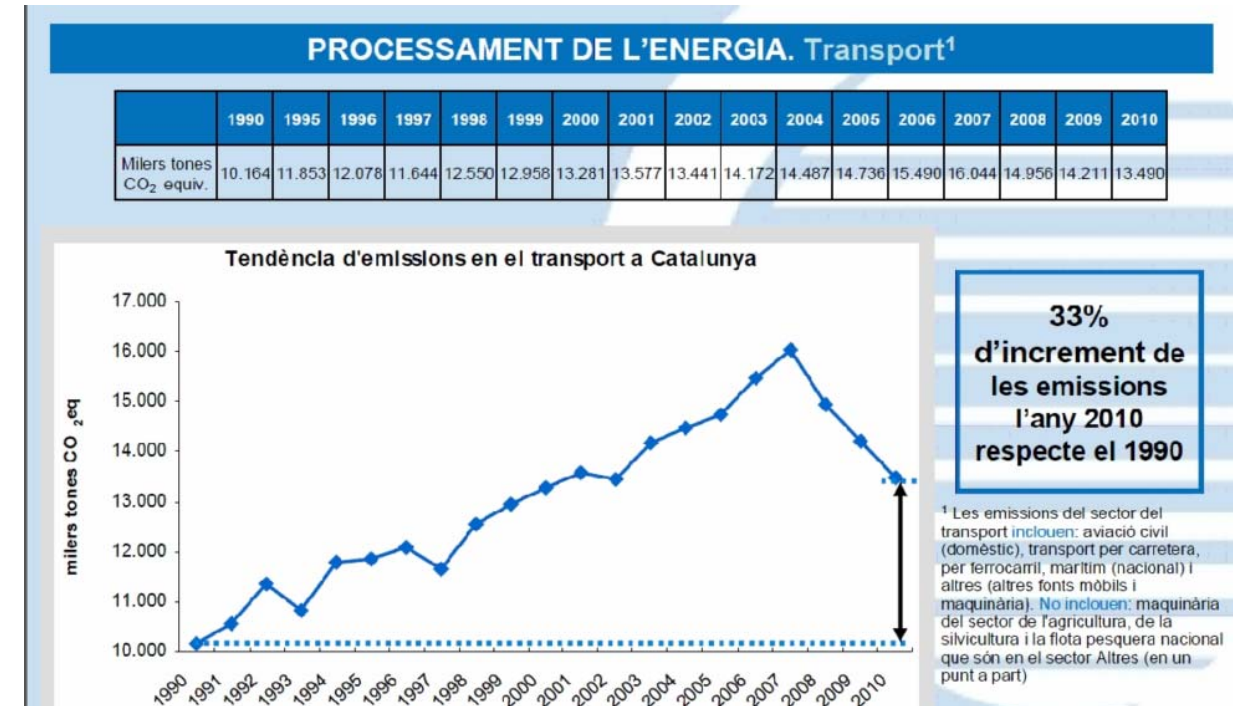 PROCESSAMENT DE L'ENERGIA. Transport¹
1990 1995 1996 1997 1998 1999 2000 2001 2002 2003 2004 2005 2006 2007 2008 2009 2010
Milers tones
CO₂ equiv.
10.164 11.853 12.078 11.644 12.550 12.958 13.281 13.577 13.441 14.172 14.487 14.736 15.490 16.044 14.956 14.211 13.490
Tendència d'emissions en el transport a Catalunya
17.000
16.000
15.000
14.000
13.000
12.000
11.000
10.000
milers tones CO ₂eq
1990 1991 1992 1993 1994 1995 1996 1997 1998 1999 2000 2001 2002 2003 2004 2005 2006 2007 2008 2009 2010
33%
d'increment de
les emissions
l'any 2010
respecte el 1990
¹ Les emissions del sector del
transport inclouen: aviació civil
(domèstic), transport per carretera,
per ferrocarril, marítim (nacional) i
altres (altres fonts mòbils i
maquinària). No inclouen: maquinària
del sector de l'agricultura, de la
silvicultura i la flota pesquera nacional
que són en el sector Altres (en un
punt a part)